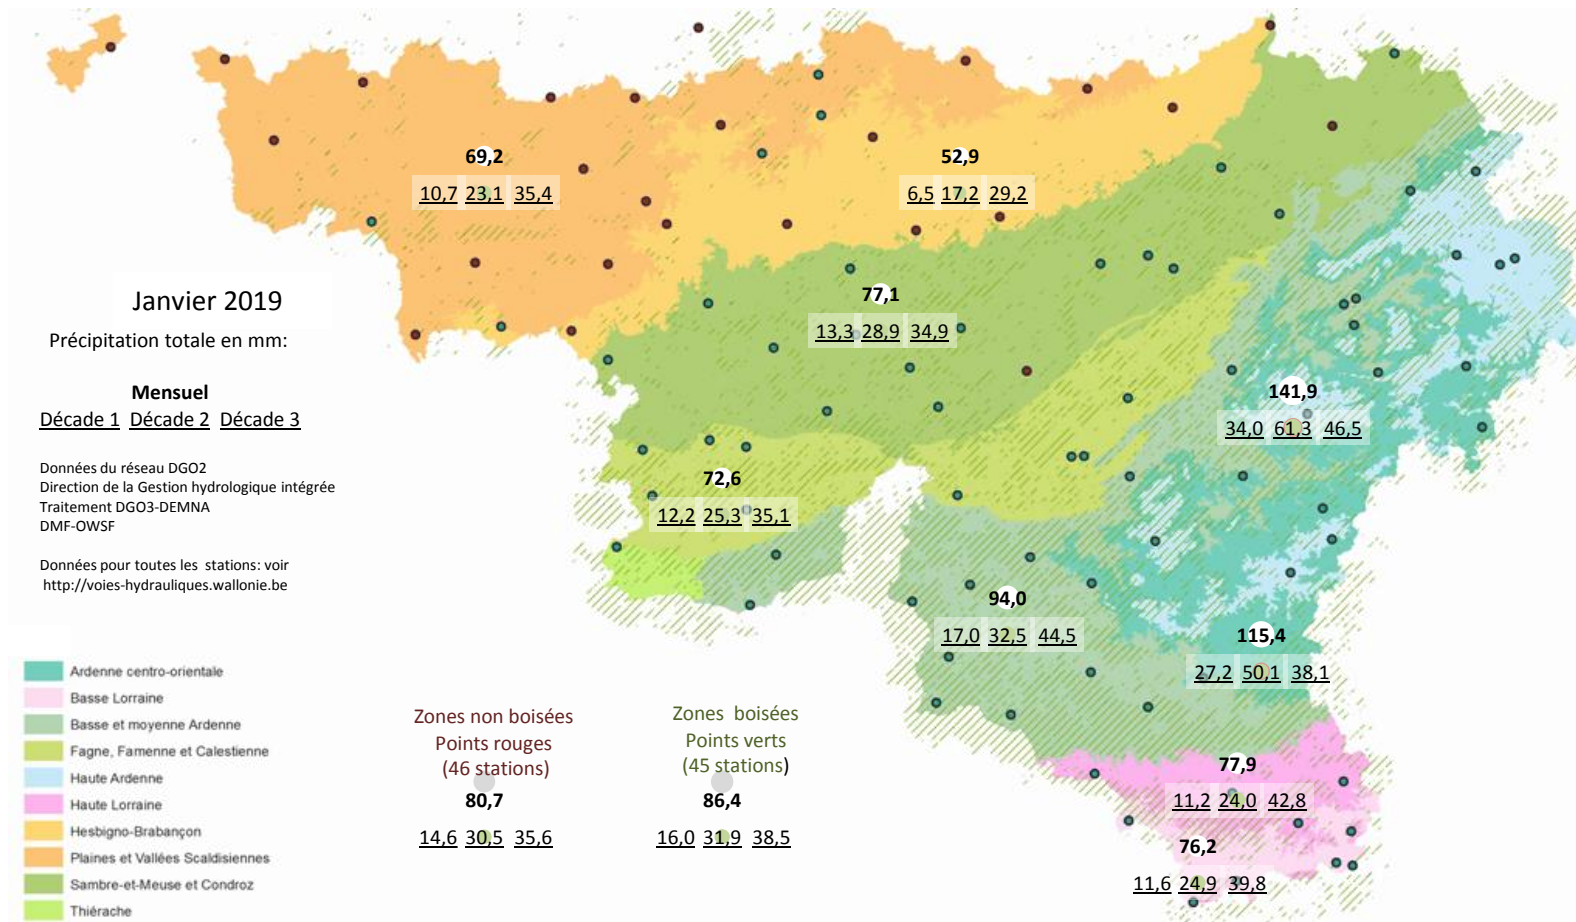 69,2
10,7 23,1 35,4
52,9
6,5 17,2 29,2
Janvier 2019
Précipitation totale en mm:
Mensuel
Décade 1 Décade 2 Décade 3
77,1
13,3 28,9 34,9
141,9
34,0 61,3 46,5
Données du réseau DGO2
Direction de la Gestion hydrologique intégrée
Traitement DGO3-DEMNA
DMF-OWSF
Données pour toutes les stations: voir
http://voies-hydrauliques.wallonie.be
72,6
12,2 25,3 35,1
94,0
17,0 32,5 44,5
115,4
27,2 50,1 38,1
Ardenne centro-orientale
Basse Lorraine
Basse et moyenne Ardenne
Fagne, Famenne et Calestienne
Haute Ardenne
Haute Lorraine
Hesbigno-Brabançon
Plaines et Vallées Scaldisiennes
Sambre-et-Meuse et Condroz
Thiérache
Zones non boisées
Points rouges
(46 stations)
80,7
14,6 30,5 35,6
Zones boisées
Points verts
(45 stations)
86,4
16,0 31,9 38,5
77,9
11,2 24,0 42,8
76,2
11,6 24,9 39,8